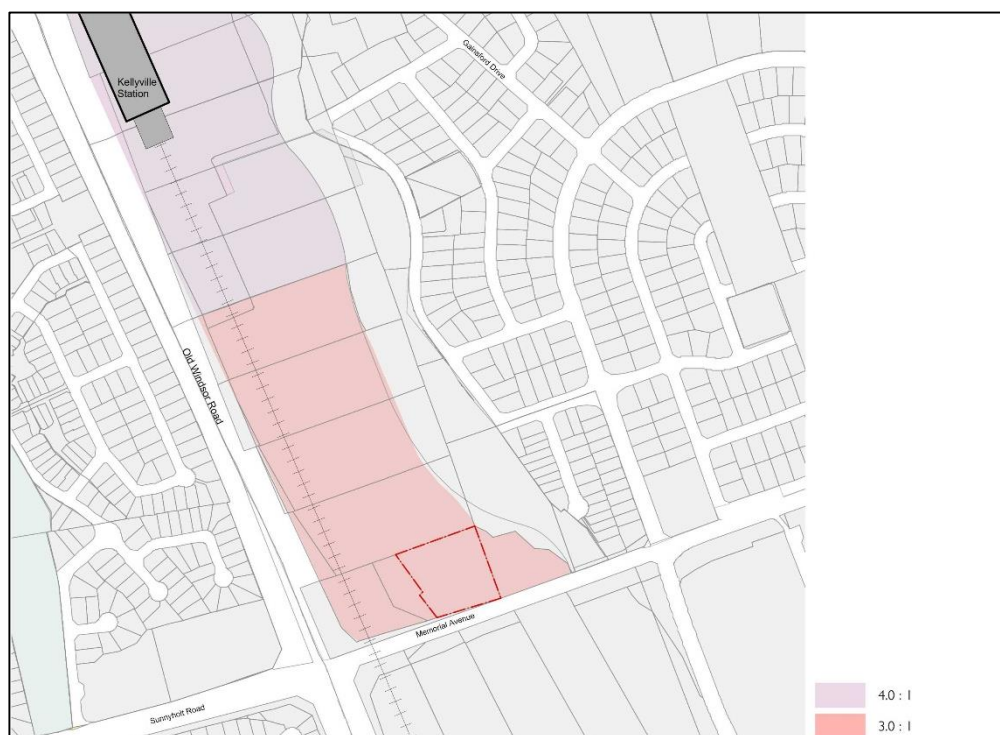 Gainsford Drive
Kellyville
Station
Old Windsor Road
Memorial Avenue
Sunnyholt Road
4.0 : 1
3.0 : 1